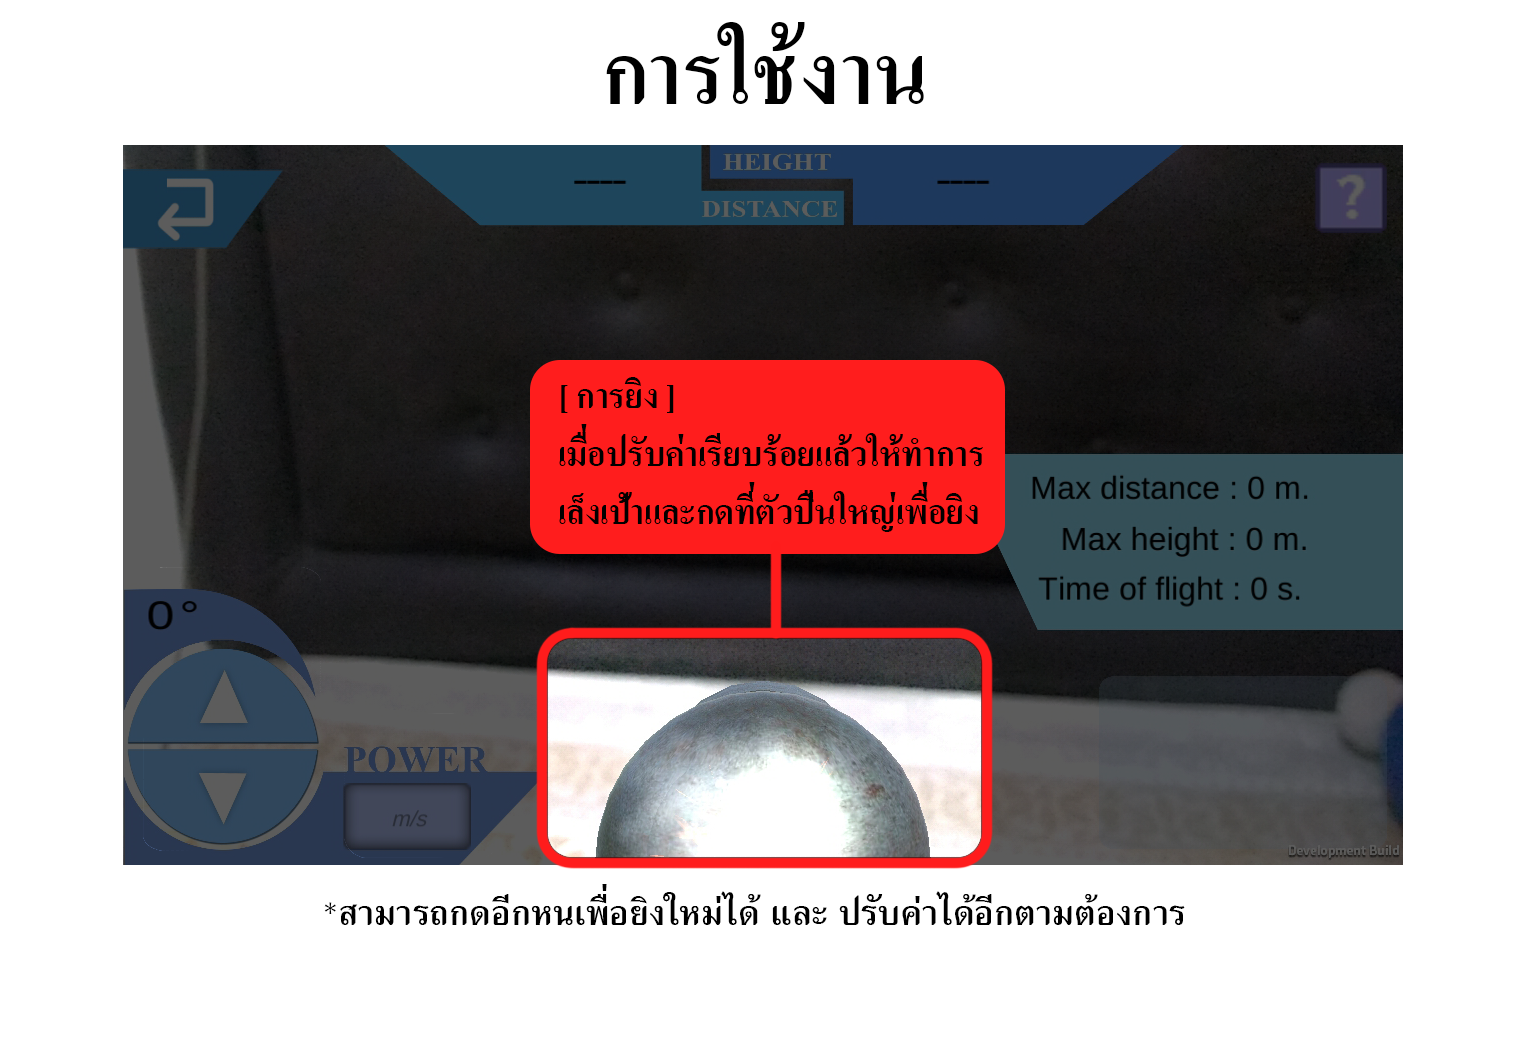 การใช้งาน
---- HEIGHT ----
DISTANCE
?
[ การยิง ]
เมื่อปรับค่าเรียบร้อยแล้วให้ทำการ
เล็งเป้าและกดที่ตัวปืนใหญ่เพื่อยิง
Max distance : 0 m.
Max height : 0 m.
Time of flight : 0 s.
0°
POWER
m/s
Development Build
*สามารถกดอีกหนเพื่อยิงใหม่ได้ และ ปรับค่าได้อีกตามต้องการ